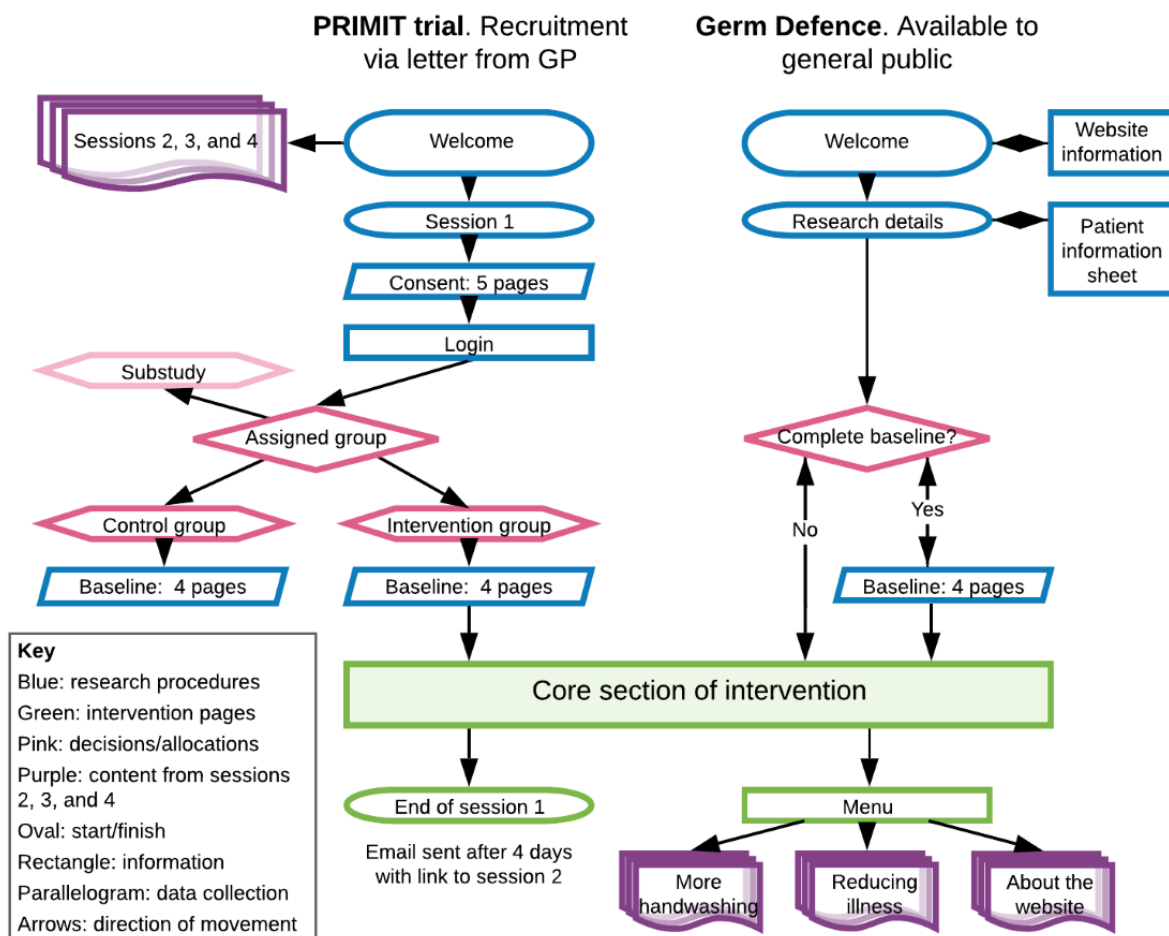 PRIMIT trial. Recruitment
via letter from GP
Germ Defence. Available to
general public
Sessions 2, 3, and 4
Welcome
Welcome
Website
information
Session 1
Research details
Patient
information
sheet
Consent: 5 pages
Login
Substudy
Assigned group
Complete baseline?
Control group
Intervention group
No
Yes
Baseline: 4 pages
Baseline: 4 pages
Baseline: 4 pages
Core section of intervention
End of session 1
Email sent after 4 days
with link to session 2
Menu
More
handwashing
Reducing
illness
About the
website
Key
Blue: research procedures
Green: intervention pages
Pink: decisions/allocations
Purple: content from sessions
2, 3, and 4
Oval: start/finish
Rectangle: information
Parallelogram: data collection
Arrows: direction of movement